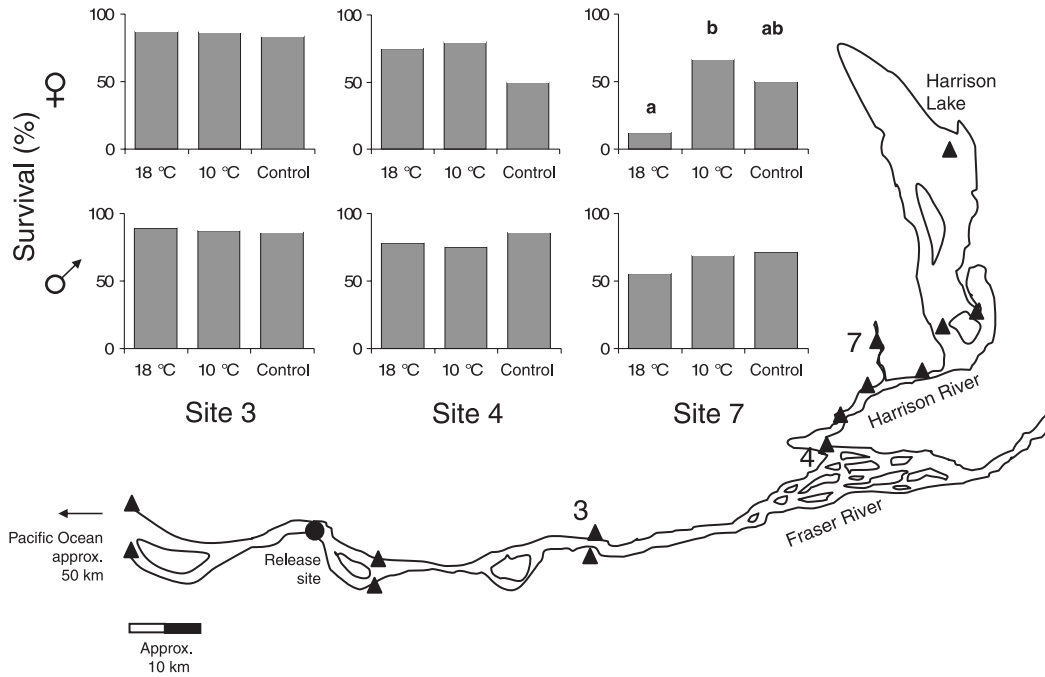 Survival (%)
♀
100
50
0
18 °C 10 °C Control
100
50
0
18 °C 10 °C Control
100
50
0
a
b
ab
18 °C 10 °C Control
♂
100
50
0
18 °C 10 °C Control
100
50
0
18 °C 10 °C Control
100
50
0
18 °C 10 °C Control
Site 3
Site 4
Site 7
Harrison
Lake
7
Harrison River
4
Fraser River
3
Pacific Ocean
approx.
50 km
Release
site
Approx.
10 km